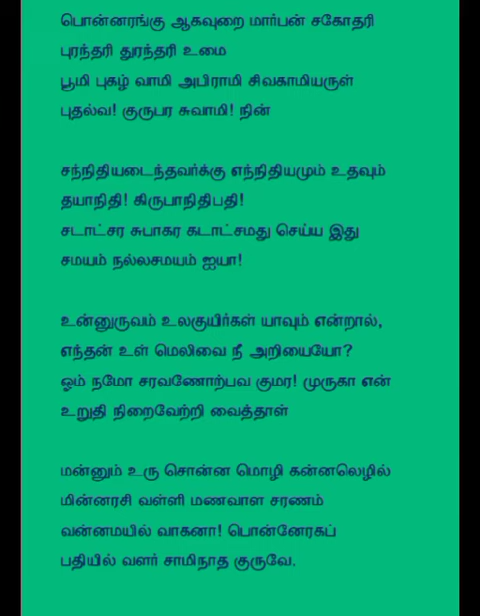 பொன்னரங்கு ஆகவுறை மார்பன் சகோதரி
புரந்தரி துரந்தரி உமை
பூமி புகழ் வாமி அபிராமி சிவகாமியருள்
புதல்வ! குருபர சுவாமி! நின்
சந்நிதியடைந்தவர்க்கு எந்நிதியமும் உதவும்
தயாநிதி! கிருபாநிதிபதி!
சடாட்சர சுபாகர கடாட்சமது செய்ய இது
சமயம் நல்லசமயம் ஐயா!
உன்னுருவம் உலகுயிர்கள் யாவும் என்றால்,
எந்தன் உள் மெலிவை நீ அறியையோ?
ஓம் நமோ சரவணோற்பவ குமர! முருகா என்
உறுதி நிறைவேற்றி வைத்தாள்
மன்னும் உரு சொன்ன மொழி கன்னலெழில்
மின்னரசி வள்ளி மணவாள சரணம்
வன்னமயில் வாகனா! பொன்னேரகப்
பதியில் வளர் சாமிநாத குருவே.